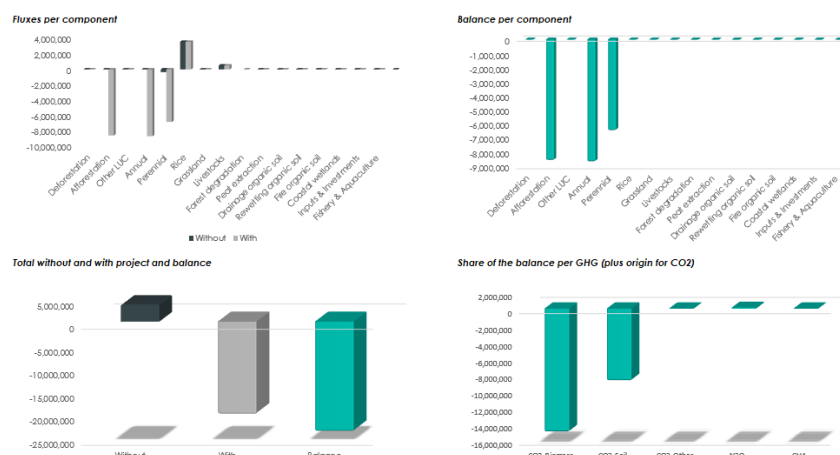 Fluxes per component
4,000,000
2,000,000
0
-2,000,000
-4,000,000
-6,000,000
-8,000,000
-10,000,000
Deforestation
Afforestation
Other LUC
Annual
Perennial
Rice
Grassland
Livestocks
Forest degradation
Peat extraction
Drainage organic soil
Rewetting organic soil
Fire organic soil
Coastal wetlands
Inputs & Investments
Fishery & Aquaculture
Without With
Balance per component
0
-1,000,000
-2,000,000
-3,000,000
-4,000,000
-5,000,000
-6,000,000
-7,000,000
-8,000,000
-9,000,000
Deforestation
Afforestation
Other LUC
Annual
Perennial
Rice
Grassland
Livestocks
Forest degradation
Peat extraction
Drainage organic soil
Rewetting organic soil
Fire organic soil
Coastal wetlands
Inputs & Investments
Fishery & Aquaculture
Total without and with project and balance
5,000,000
0
-5,000,000
-10,000,000
-15,000,000
-20,000,000
-25,000,000
Without With Balance
Share of the balance per GHG (plus origin for CO2)
2,000,000
0
-2,000,000
-4,000,000
-6,000,000
-8,000,000
-10,000,000
-12,000,000
-14,000,000
-16,000,000
CO2-Biomass CO2-Soil CO2-Other